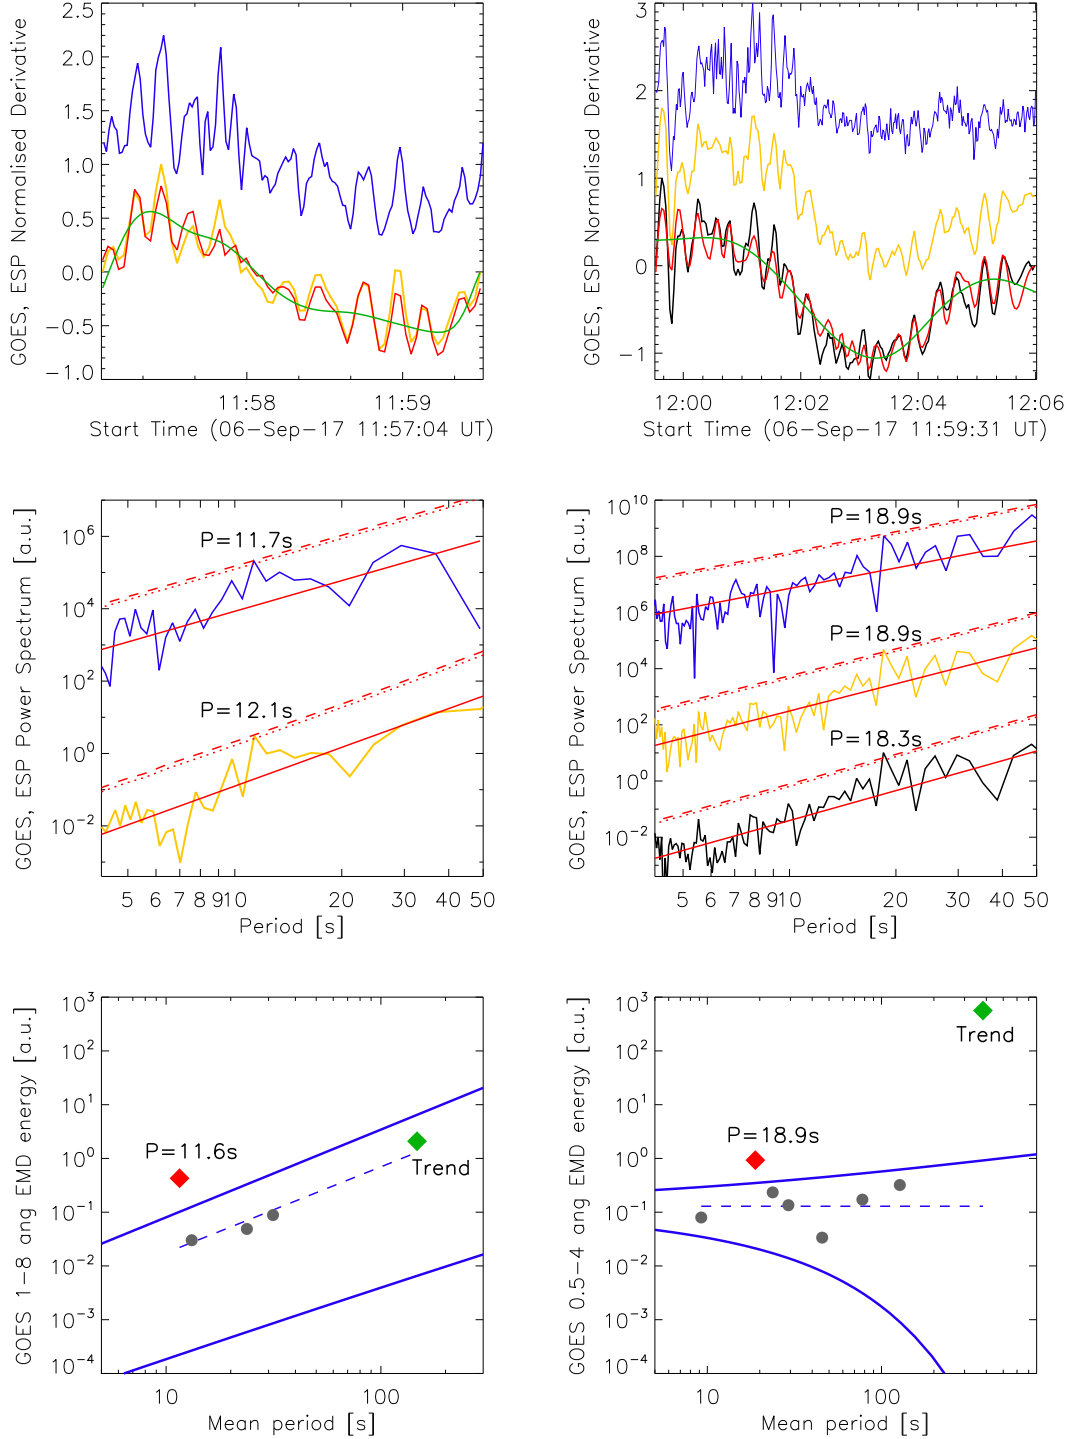 GOES, ESP Normalised Derivative
2.5
2.0
1.5
1.0
0.5
0.0
−0.5
−1.0
11:58
11:59
Start Time (06−Sep−17 11:57:04 UT)
GOES, ESP Normalised Derivative
3
2
1
0
−1
12:00
12:02
12:04
12:06
Start Time (06−Sep−17 11:59:31 UT)
GOES, ESP Power Spectrum [a.u.]
10^6
10^4
10^2
10^0
10^−2
P=11.7s
P=12.1s
5 6 7 8 910 20 30 40 50
Period [s]
GOES, ESP Power Spectrum [a.u.]
10^10
10^8
10^6
10^4
10^2
10^0
10^−2
P=18.9s
P=18.9s
P=18.3s
5 6 7 8 910 20 30 40 50
Period [s]
GOES 1−8 ang EMD energy [a.u.]
10^3
10^2
10^1
10^0
10^−1
10^−2
10^−3
10^−4
P=11.6s
Trend
10 100
Mean period [s]
GOES 0.5−4 ang EMD energy [a.u.]
10^3
10^2
10^1
10^0
10^−1
10^−2
10^−3
10^−4
Trend
P=18.9s
10 100
Mean period [s]